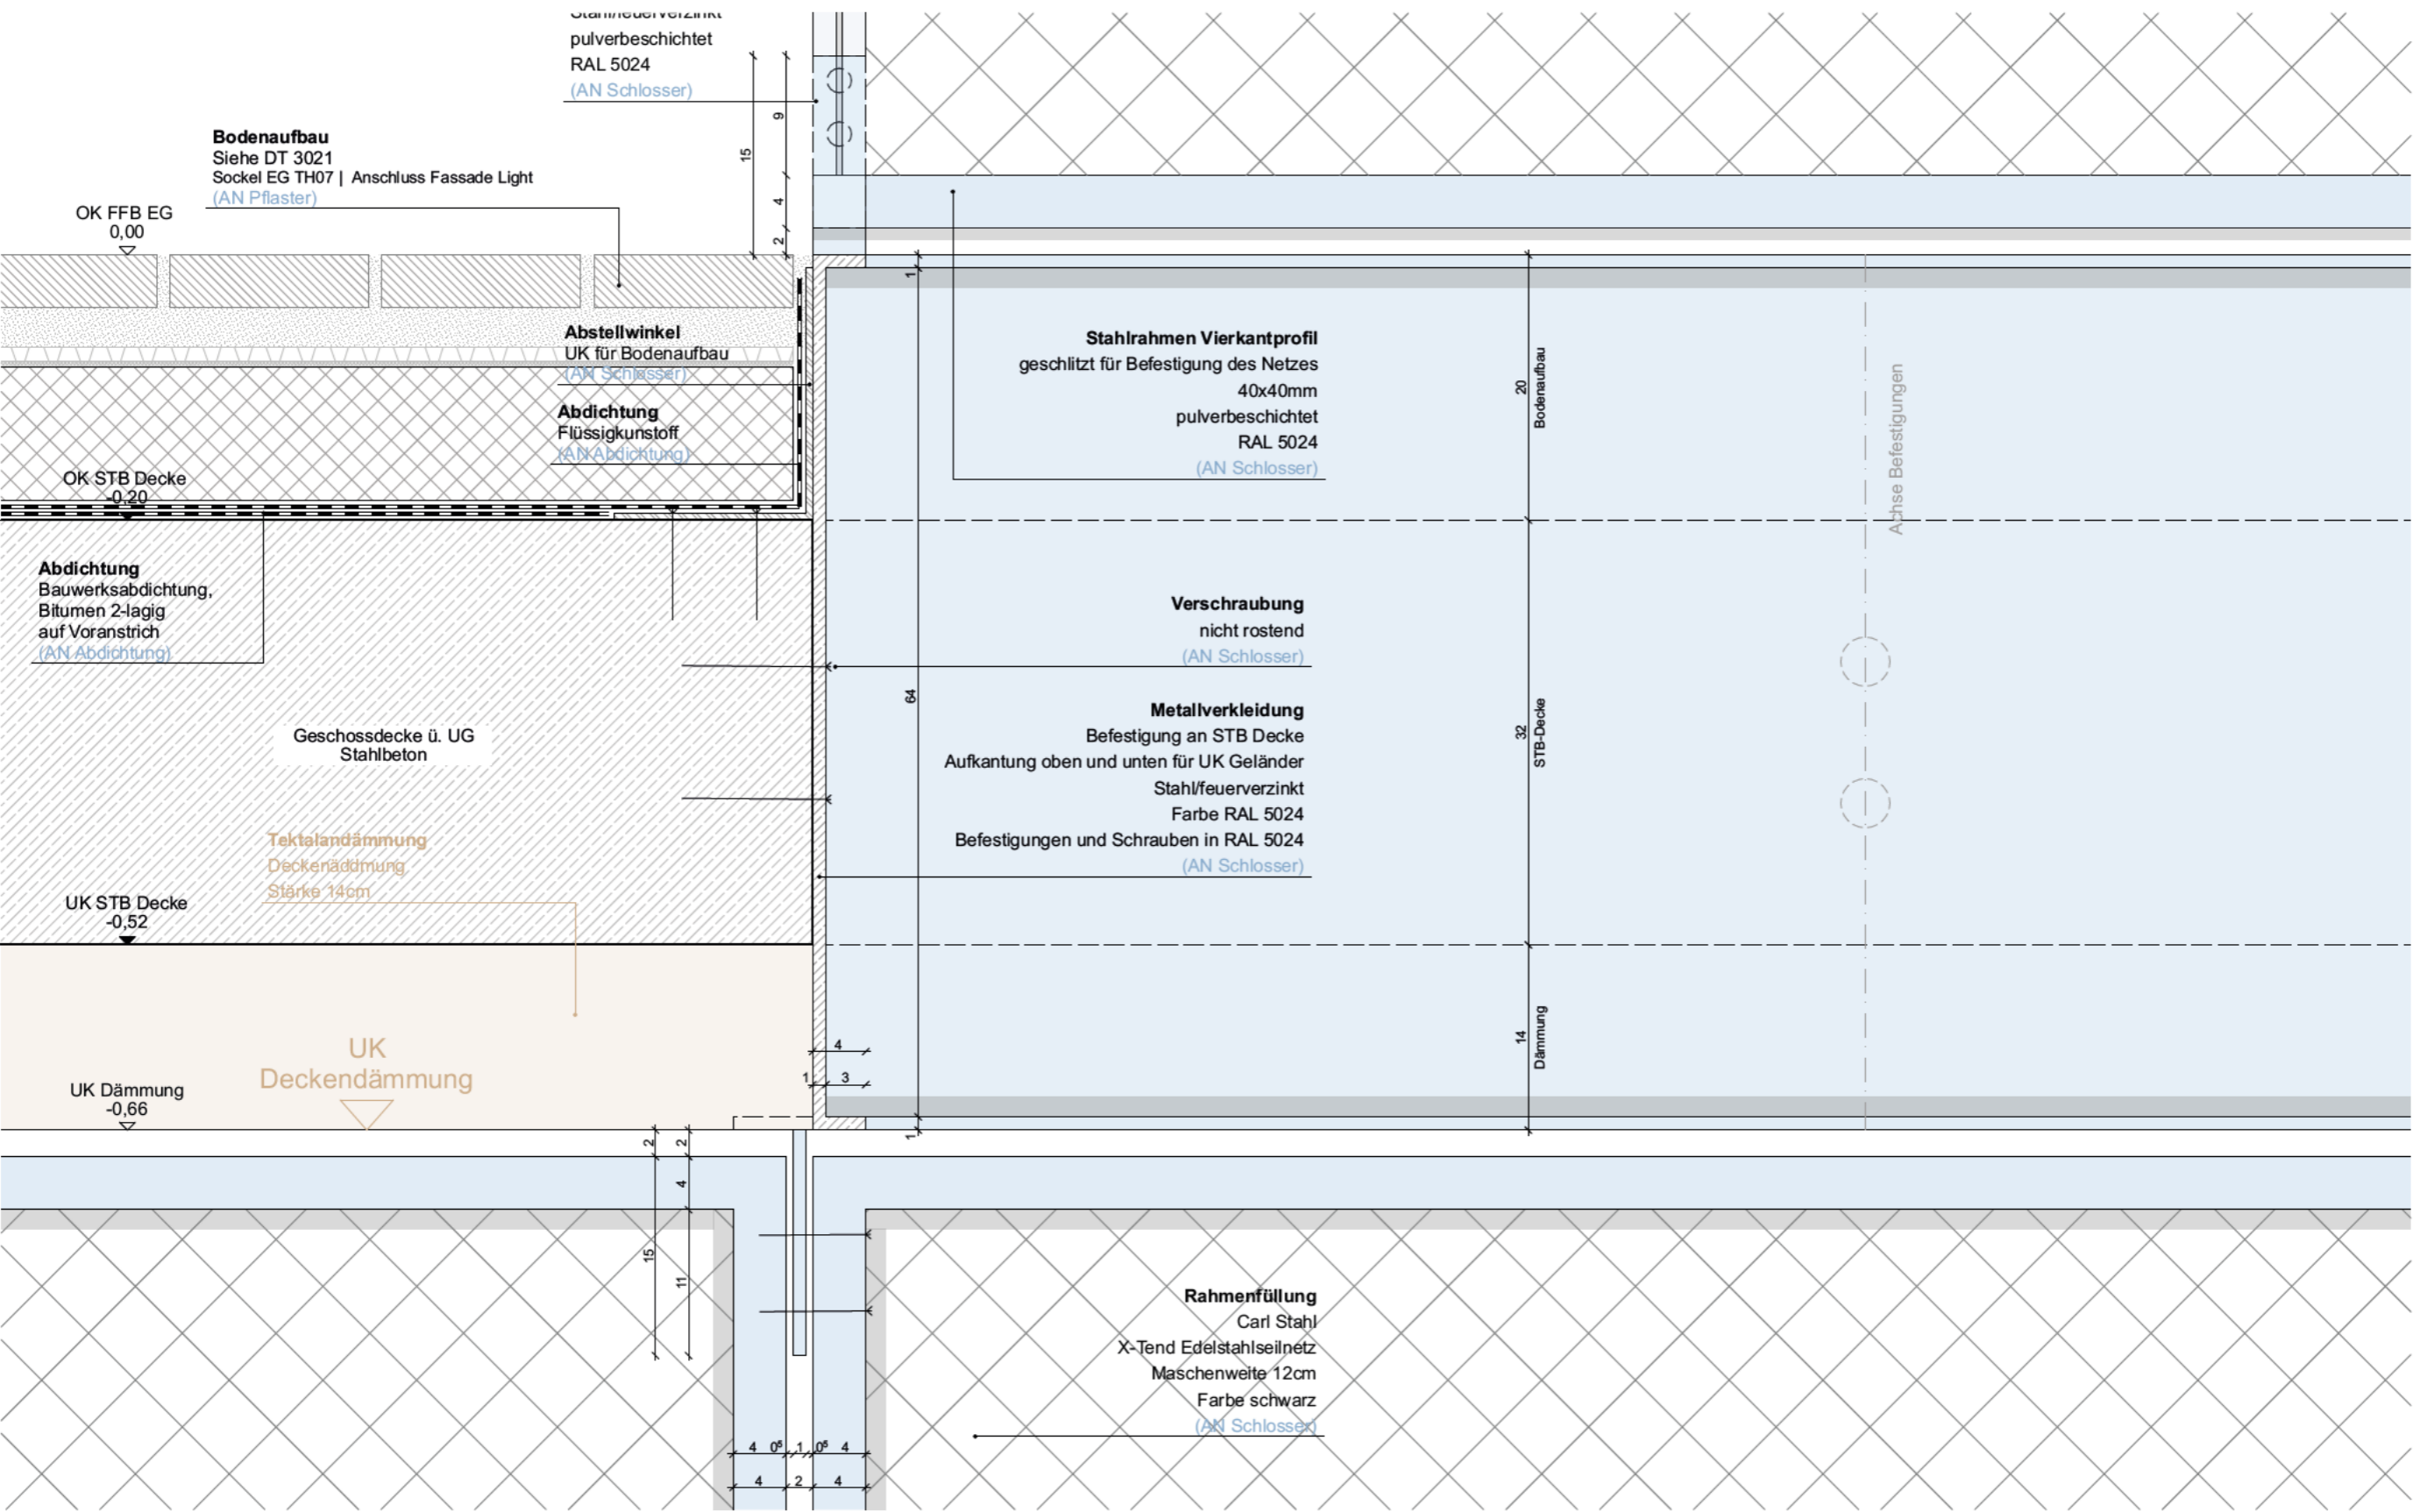 Stahl/feuerverzinkt
pulverbeschichtet
RAL 5024
(AN Schlosser)
Bodenaufbau
Siehe DT 3021
Sockel EG TH07 | Anschluss Fassade Light
(AN Pflaster)
OK FFB EG
0,00
15
9
4
2
1
Abstellwinkel
UK für Bodenaufbau
(AN Schlosser)
Abdichtung
Flüssigkunstoff
(AN Abdichtung)
OK STB Decke
-0,20
Stahlrahmen Vierkantprofil
geschlitzt für Befestigung des Netzes
40x40mm
pulverbeschichtet
RAL 5024
(AN Schlosser)
20
Bodenaufbau
Achse Befestigungen
Abdichtung
Bauwerksabdichtung,
Bitumen 2-lagig
auf Voranstrich
(AN Abdichtung)
Verschraubung
nicht rostend
(AN Schlosser)
64
Geschossdecke ü. UG
Stahlbeton
Metallverkleidung
Befestigung an STB Decke
Aufkantung oben und unten für UK Geländer
Stahl/feuerverzinkt
Farbe RAL 5024
Befestigungen und Schrauben in RAL 5024
(AN Schlosser)
32
STB-Decke
Tektalandämmung
Deckenäddmung
Stärke 14cm
UK STB Decke
-0,52
UK
Deckendämmung
UK Dämmung
-0,66
4
1 3
14
Dämmung
1
2 2
4
15
11
Rahmenfüllung
Carl Stahl
X-Tend Edelstahlseilnetz
Maschenweite 12cm
Farbe schwarz
(AN Schlosser)
4 0⁵ 1 0⁵ 4
4 2 4